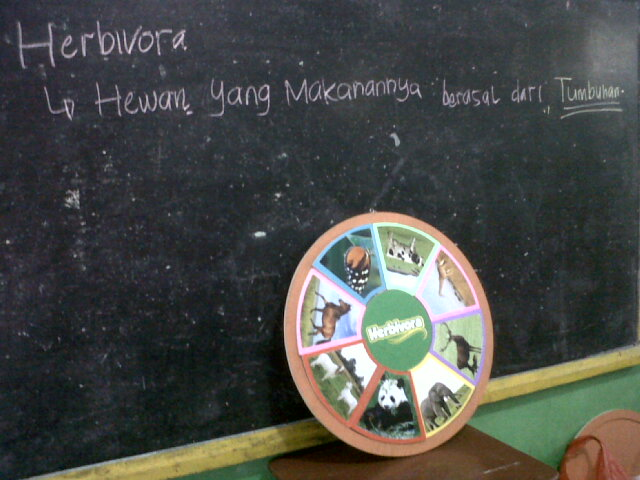 Herbivora
↳ Hewan yang Makanannya berasal dari Tumbuhan.
Herbivora